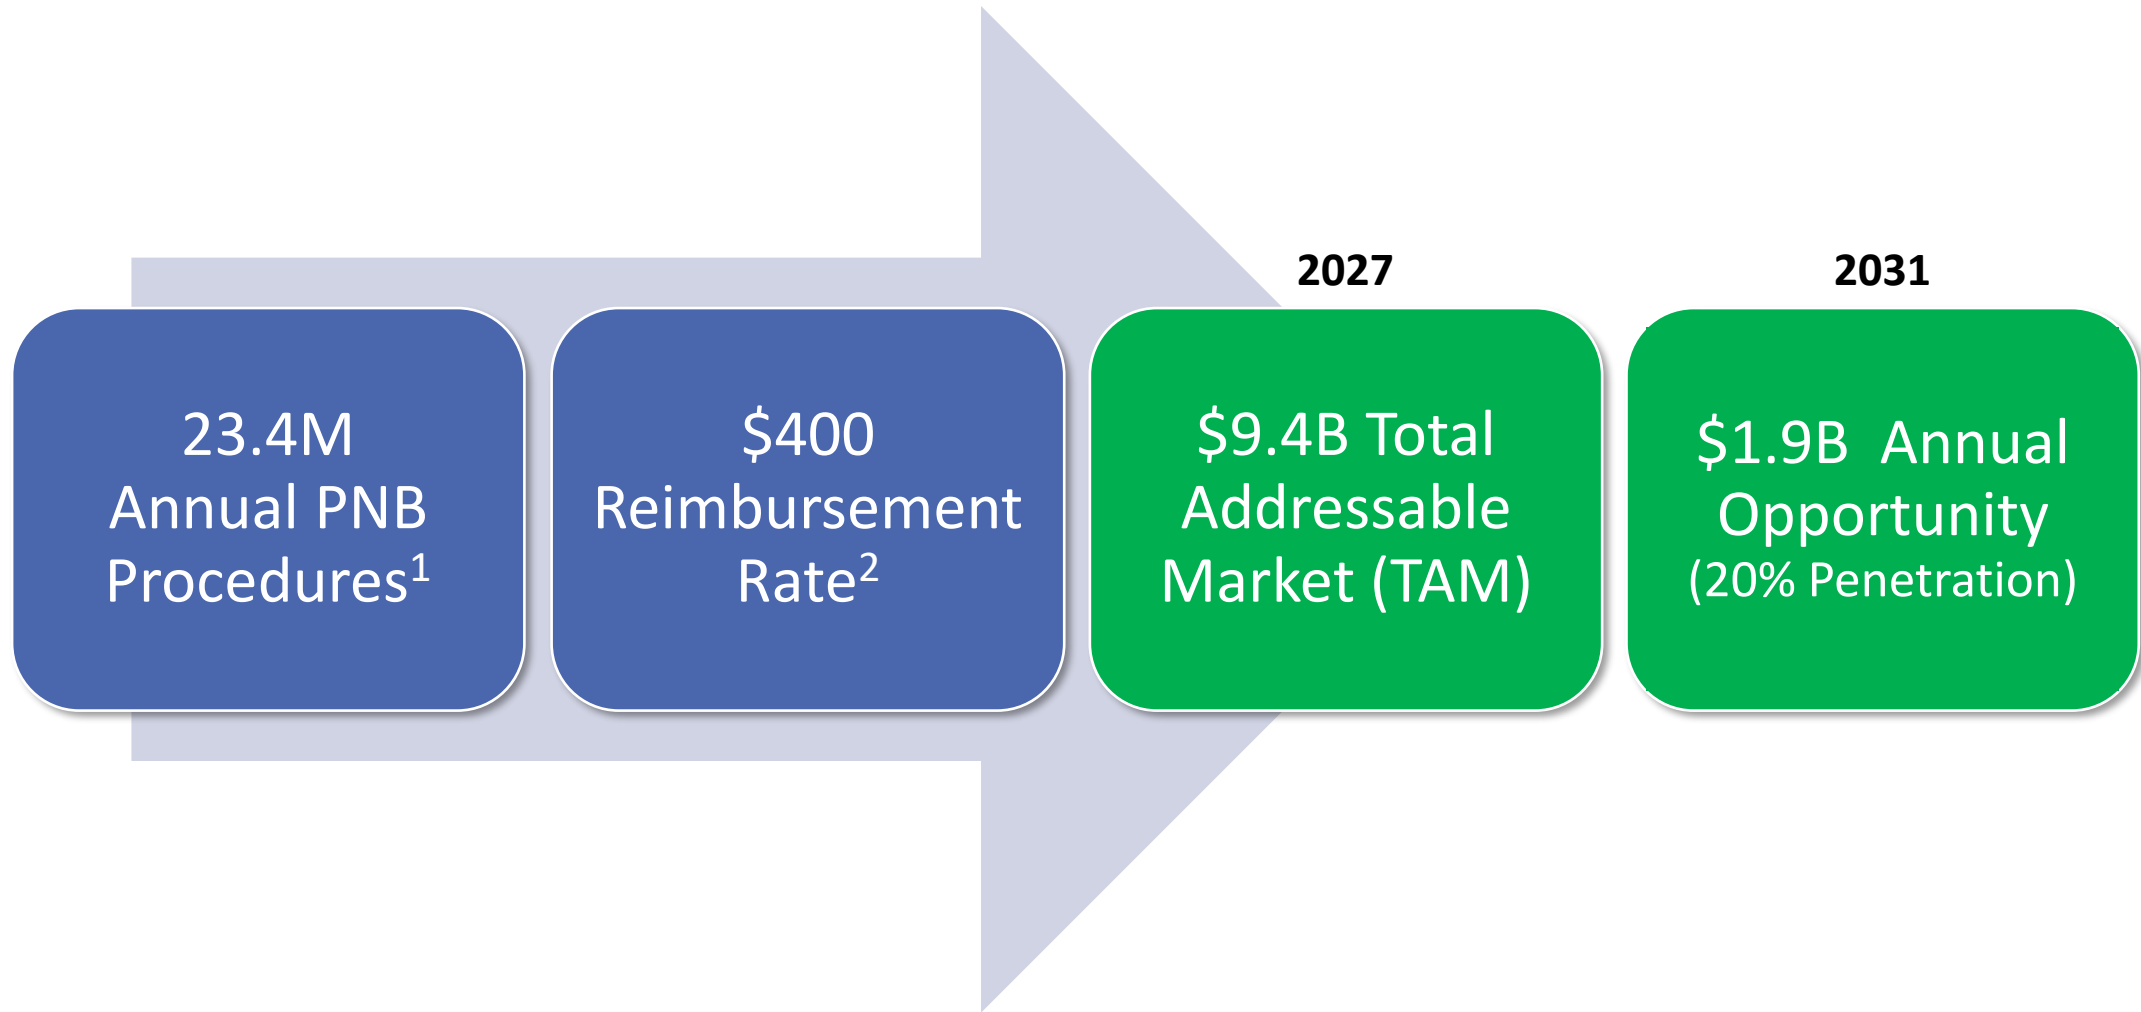 2027
2031
23.4M
Annual PNB
Procedures¹
$400
Reimbursement
Rate²
$9.4B Total
Addressable
Market (TAM)
$1.9B  Annual
Opportunity
(20% Penetration)